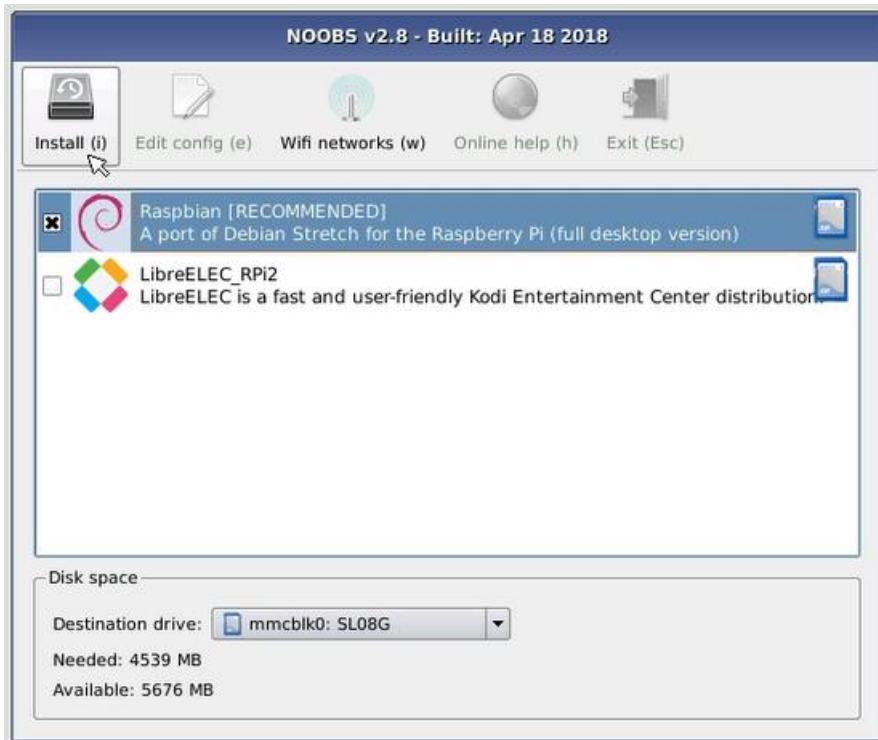 NOOBS v2.8 - Built: Apr 18 2018
Install (i) Edit config (e) Wifi networks (w) Online help (h) Exit (Esc)
Raspbian [RECOMMENDED]
A port of Debian Stretch for the Raspberry Pi (full desktop version)
LibreELEC_RPi2
LibreELEC is a fast and user-friendly Kodi Entertainment Center distribution.
Disk space
Destination drive: mmcblk0: SL08G
Needed: 4539 MB
Available: 5676 MB